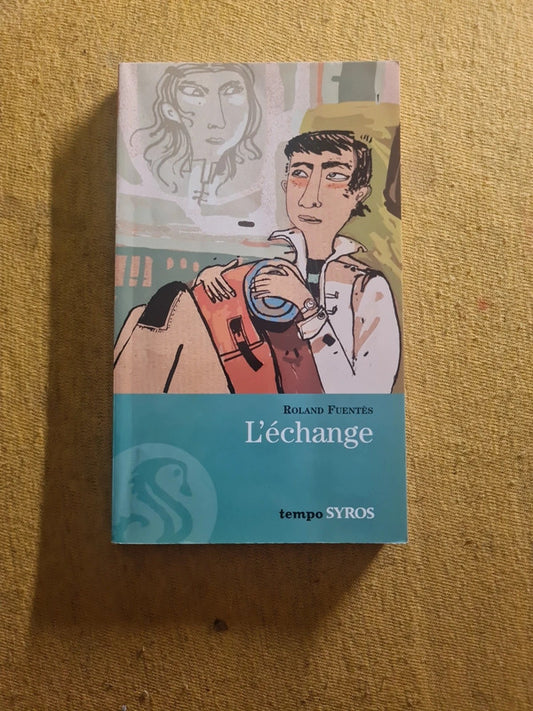 ROLAND FUENTÈS
L'échange
tempo SYROS